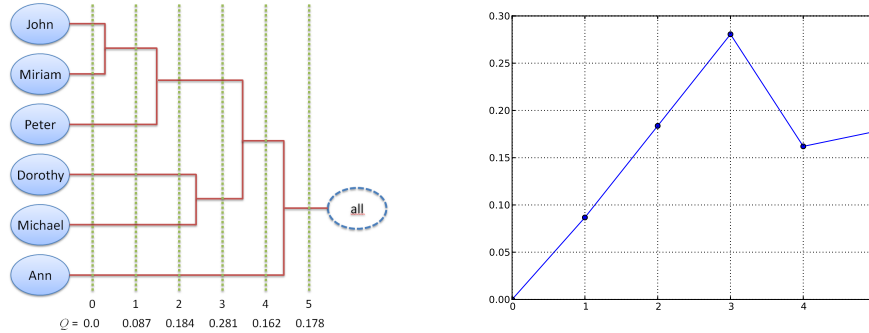 John
Miriam
Peter
Dorothy
Michael
Ann
all
0 1 2 3 4 5
Q = 0.0 0.087 0.184 0.281 0.162 0.178
0.30
0.25
0.20
0.15
0.10
0.05
0.00
0 1 2 3 4